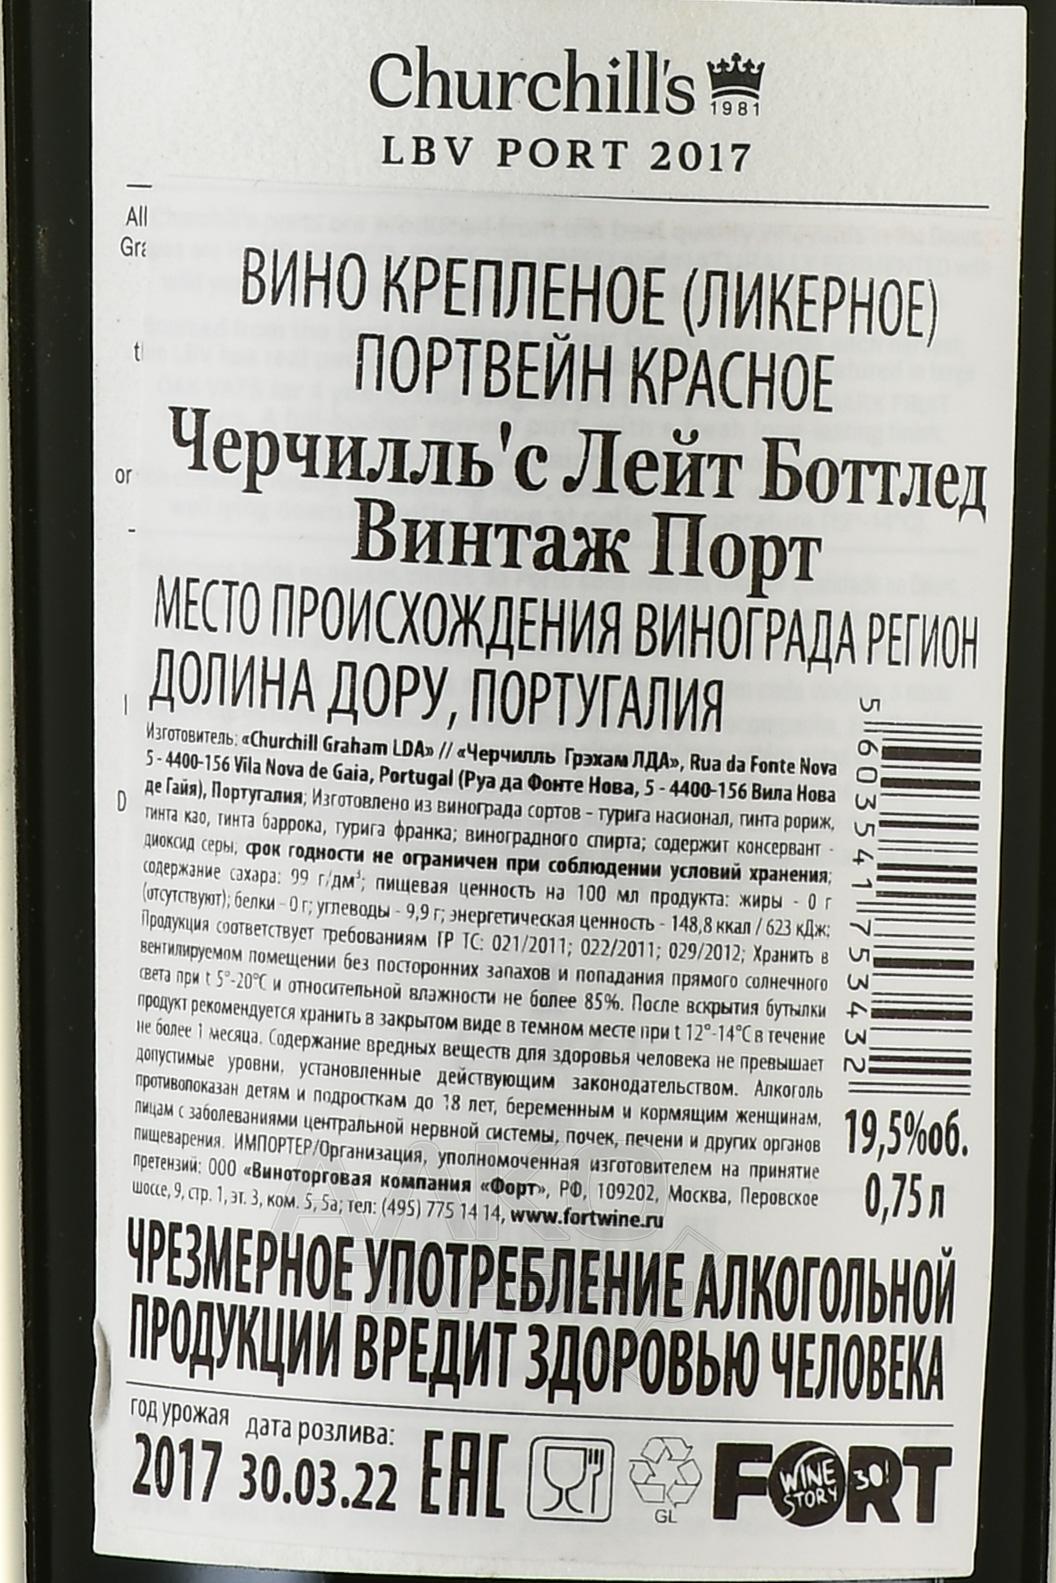 Churchill's
1981
LBV PORT 2017
All
Gra
ВИНО КРЕПЛЕНОЕ (ЛИКЕРНОЕ)
ПОРТВЕЙН КРАСНОЕ
Черчилль'с Лейт Боттлед
or
Винтаж Порт
МЕСТО ПРОИСХОЖДЕНИЯ ВИНОГРАДА РЕГИОН
ДОЛИНА ДОРУ, ПОРТУГАЛИЯ
Изготовитель: «Churchill Graham LDA» // «Черчилль Грэхам ЛДА», Rua da Fonte Nova
5 - 4400-156 Vila Nova de Gaia, Portugal (Руа да Фонте Нова, 5 - 4400-156 Вила Нова
де Гайя), Португалия; Изготовлено из винограда сортов - турига насионал, тинта рориж,
тинта као, тинта баррока, турига франка; виноградного спирта; содержит консервант -
диоксид серы, срок годности не ограничен при соблюдении условий хранения;
содержание сахара: 99 г/дм³; пищевая ценность на 100 мл продукта: жиры - 0 г
(отсутствуют); белки - 0 г; углеводы - 9,9 г; энергетическая ценность - 148,8 ккал / 623 кДж;
Продукция соответствует требованиям ТР ТС: 021/2011; 022/2011; 029/2012; Хранить в
вентилируемом помещении без посторонних запахов и попадания прямого солнечного
света при t 5°-20°C и относительной влажности не более 85%. После вскрытия бутылки
продукт рекомендуется хранить в закрытом виде в темном месте при t 12°-14°C в течение
не более 1 месяца. Содержание вредных веществ для здоровья человека не превышает
допустимые уровни, установленные действующим законодательством. Алкоголь
противопоказан детям и подросткам до 18 лет, беременным и кормящим женщинам,
лицам с заболеваниями центральной нервной системы, почек, печени и других органов
пищеварения. ИМПОРТЕР/Организация, уполномоченная изготовителем на принятие
претензий: ООО «Виноторговая компания «Форт», РФ, 109202, Москва, Перовское
шоссе, 9, стр. 1, эт. 3, ком. 5, 5а; тел: (495) 775 14 14, www.fortwine.ru
5 603541 753432
19,5%об.
0,75 л
ЧРЕЗМЕРНОЕ УПОТРЕБЛЕНИЕ АЛКОГОЛЬНОЙ
ПРОДУКЦИИ ВРЕДИТ ЗДОРОВЬЮ ЧЕЛОВЕКА
год урожая дата розлива:
2017 30.03.22 EAC
GL
FORT
WINE STORY 30!